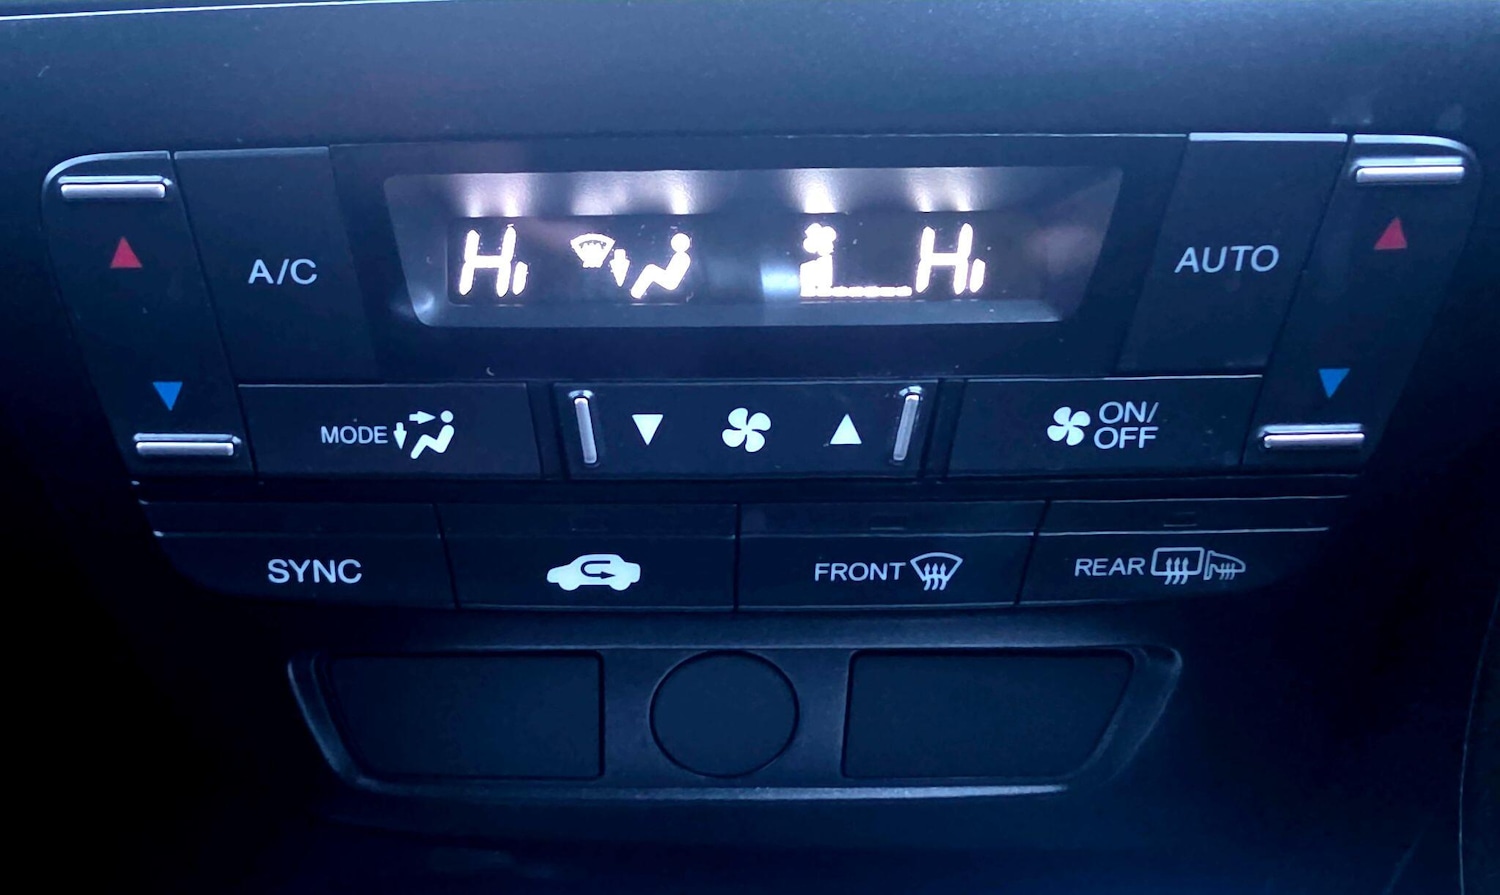 Hi Hi
A/C
AUTO
MODE
ON/
OFF
SYNC
FRONT
REAR